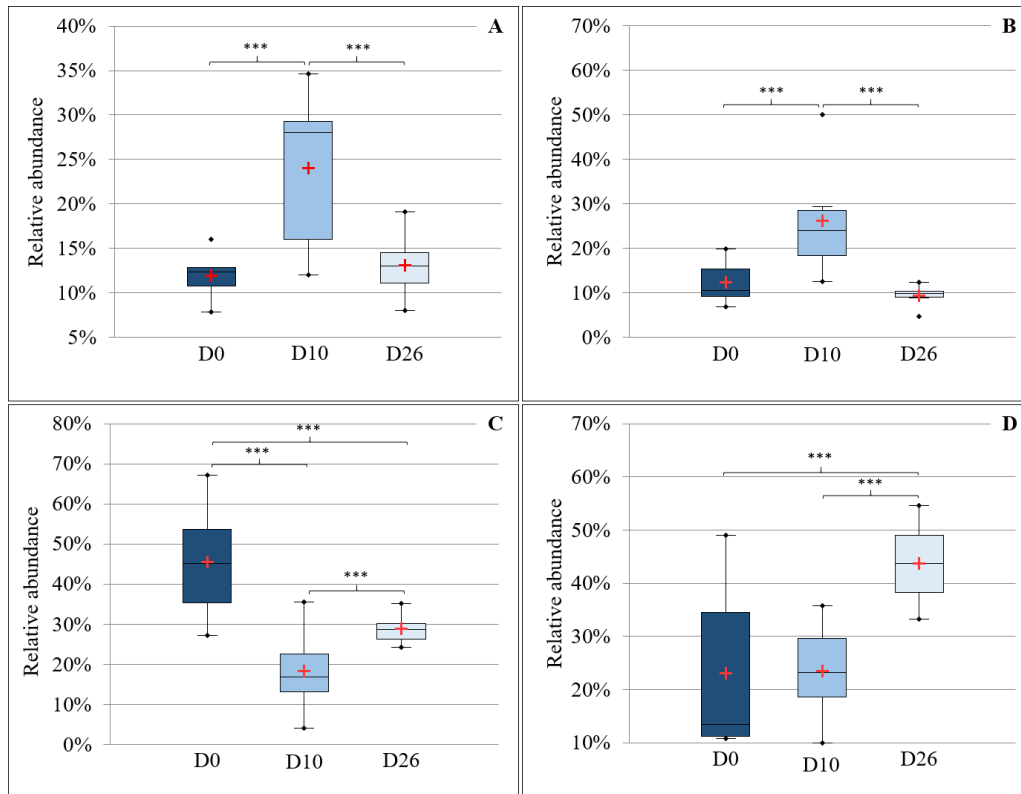 A
Relative abundance
40%
35%
30%
25%
20%
15%
10%
5%
***
***
D0
D10
D26
B
Relative abundance
70%
60%
50%
40%
30%
20%
10%
0%
***
***
D0
D10
D26
C
Relative abundance
80%
70%
60%
50%
40%
30%
20%
10%
0%
***
***
***
D0
D10
D26
D
Relative abundance
70%
60%
50%
40%
30%
20%
10%
***
***
D0
D10
D26